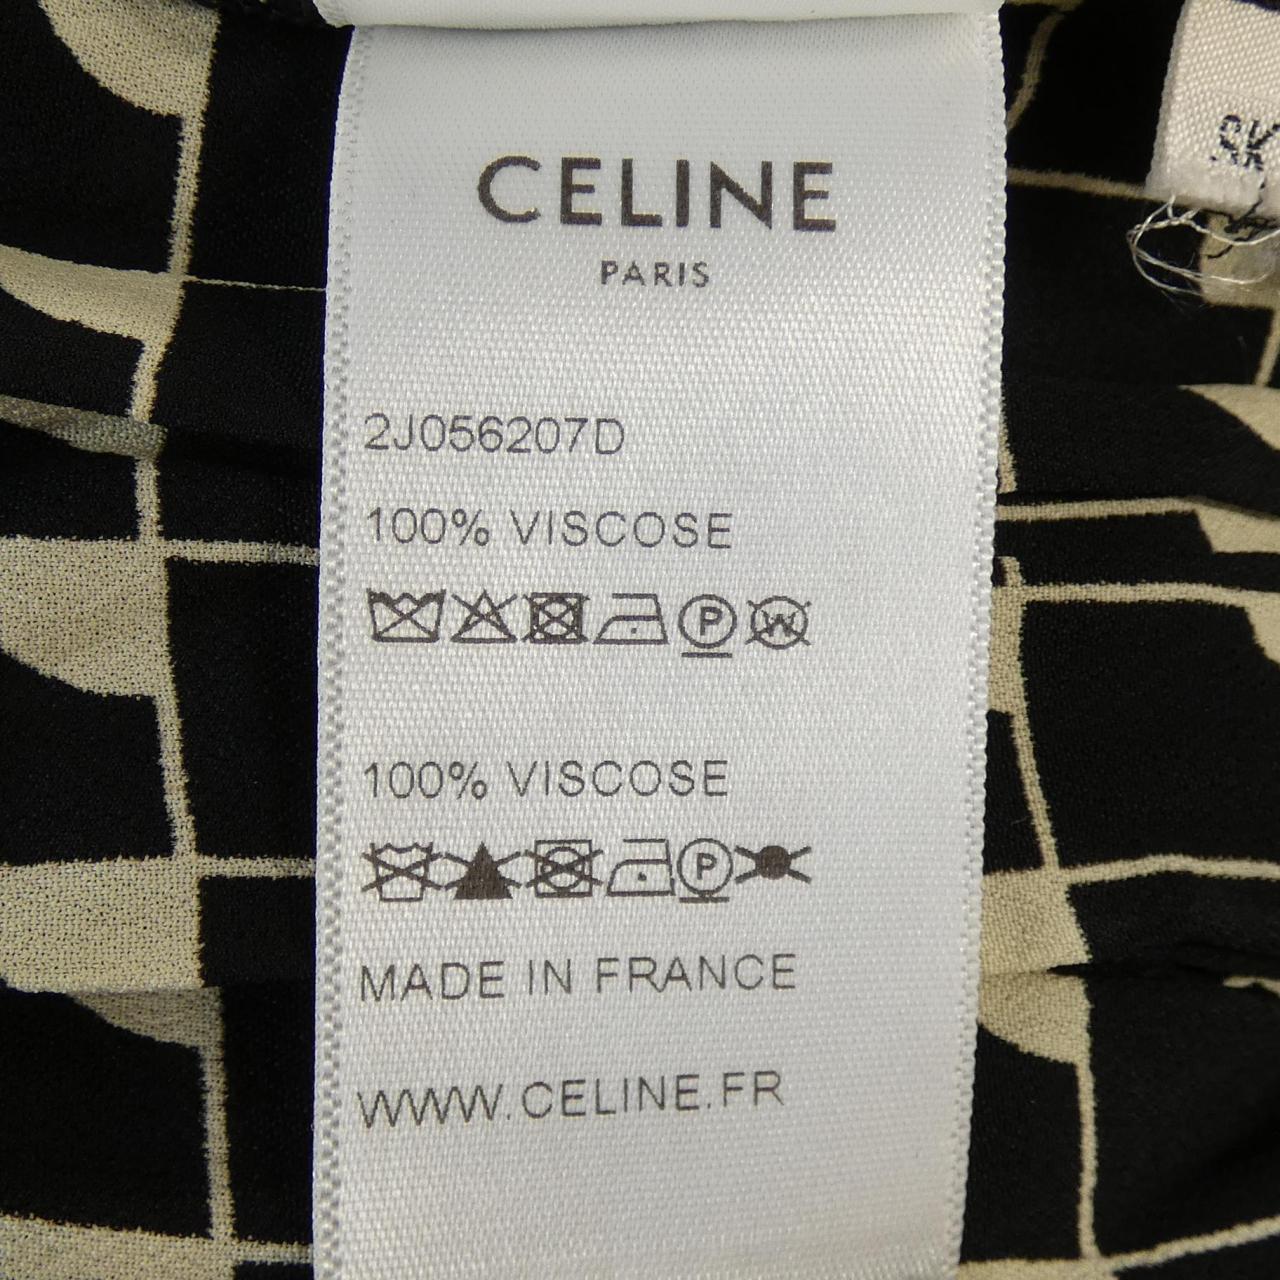 CELINE
PARIS
2J056207D
100% VISCOSE
P W
100% VISCOSE
P
MADE IN FRANCE
WWW.CELINE.FR